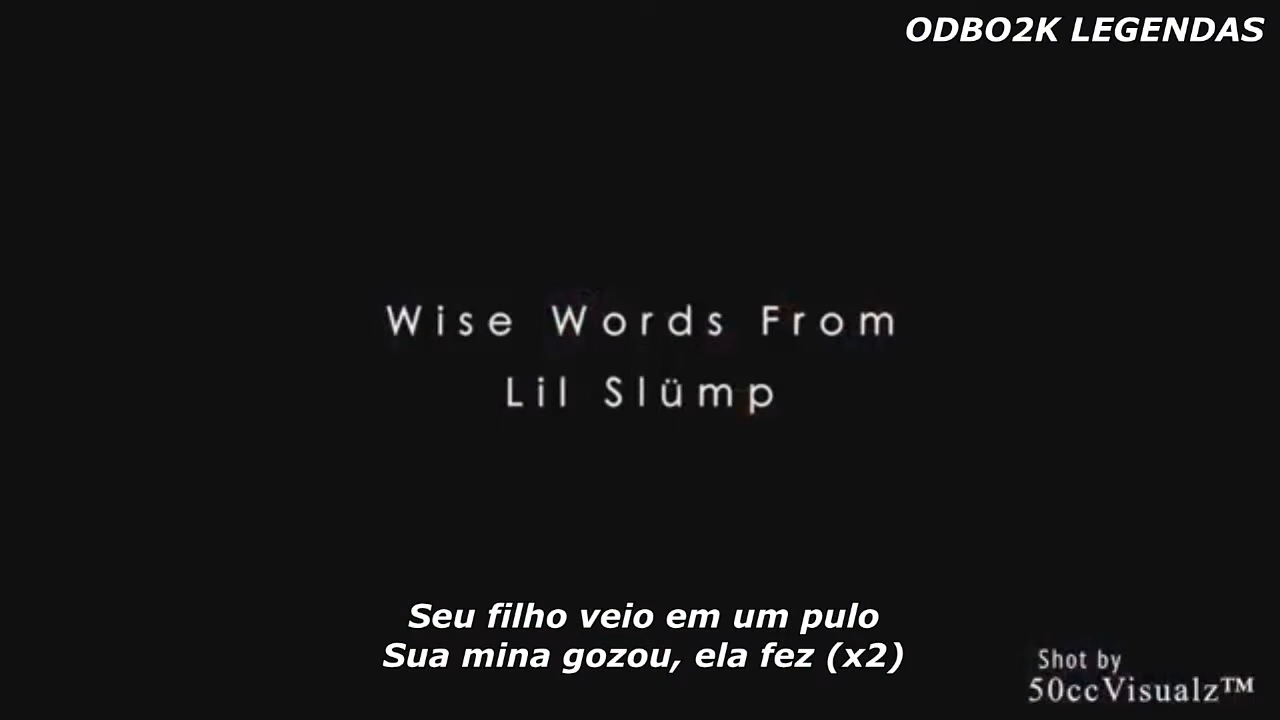 ODBO2K LEGENDAS
Wise Words From
Lil Slümp
Seu filho veio em um pulo
Sua mina gozou, ela fez (x2)
Shot by
50ccVisualz™